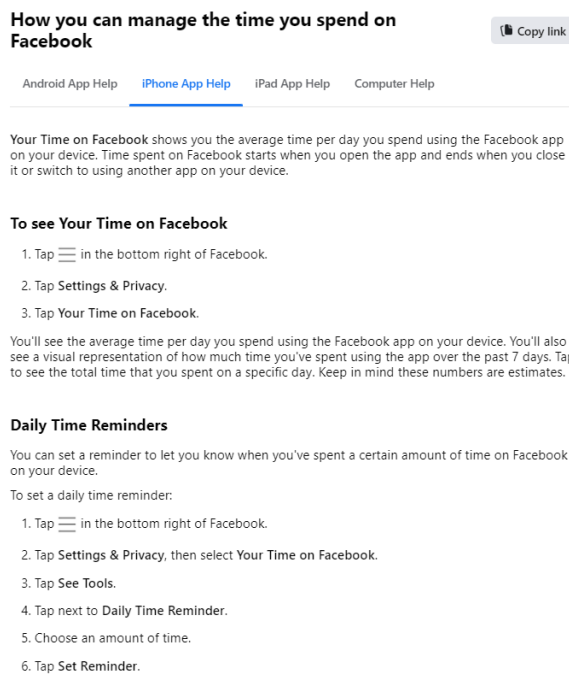 How you can manage the time you spend on
Facebook
Copy link
Android App Help
iPhone App Help
iPad App Help
Computer Help
Your Time on Facebook shows you the average time per day you spend using the Facebook app
on your device. Time spent on Facebook starts when you open the app and ends when you close
it or switch to using another app on your device.
To see Your Time on Facebook
1. Tap in the bottom right of Facebook.
2. Tap Settings & Privacy.
3. Tap Your Time on Facebook.
You'll see the average time per day you spend using the Facebook app on your device. You'll also
see a visual representation of how much time you've spent using the app over the past 7 days. Tap
to see the total time that you spent on a specific day. Keep in mind these numbers are estimates.
Daily Time Reminders
You can set a reminder to let you know when you've spent a certain amount of time on Facebook
on your device.
To set a daily time reminder:
1. Tap in the bottom right of Facebook.
2. Tap Settings & Privacy, then select Your Time on Facebook.
3. Tap See Tools.
4. Tap next to Daily Time Reminder.
5. Choose an amount of time.
6. Tap Set Reminder.